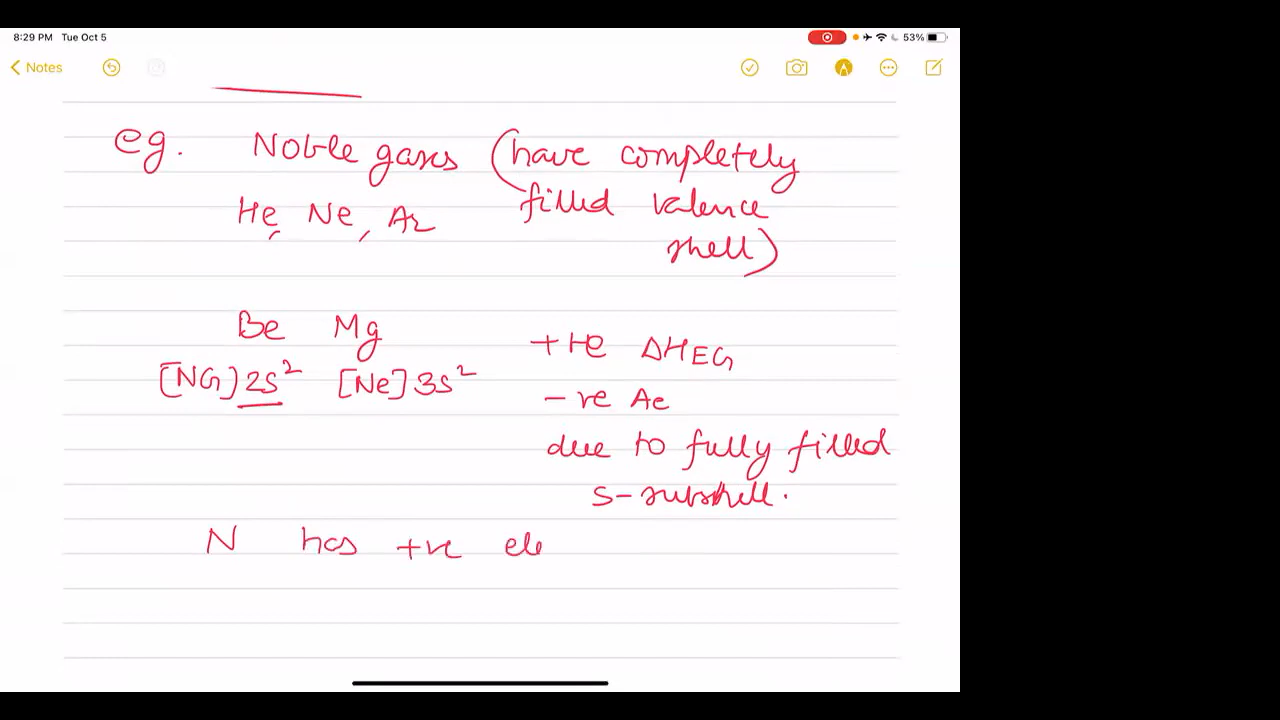 8:29 PM Tue Oct 5
53%
Notes
eg. Noble gases (have completely
He, Ne, Ar filled valence
shell)
Be Mg +ve ΔH_EG
[NG] 2s² [Ne] 3s²
-ve Ae
due to fully filled
s-subshell.
N has +ve ele